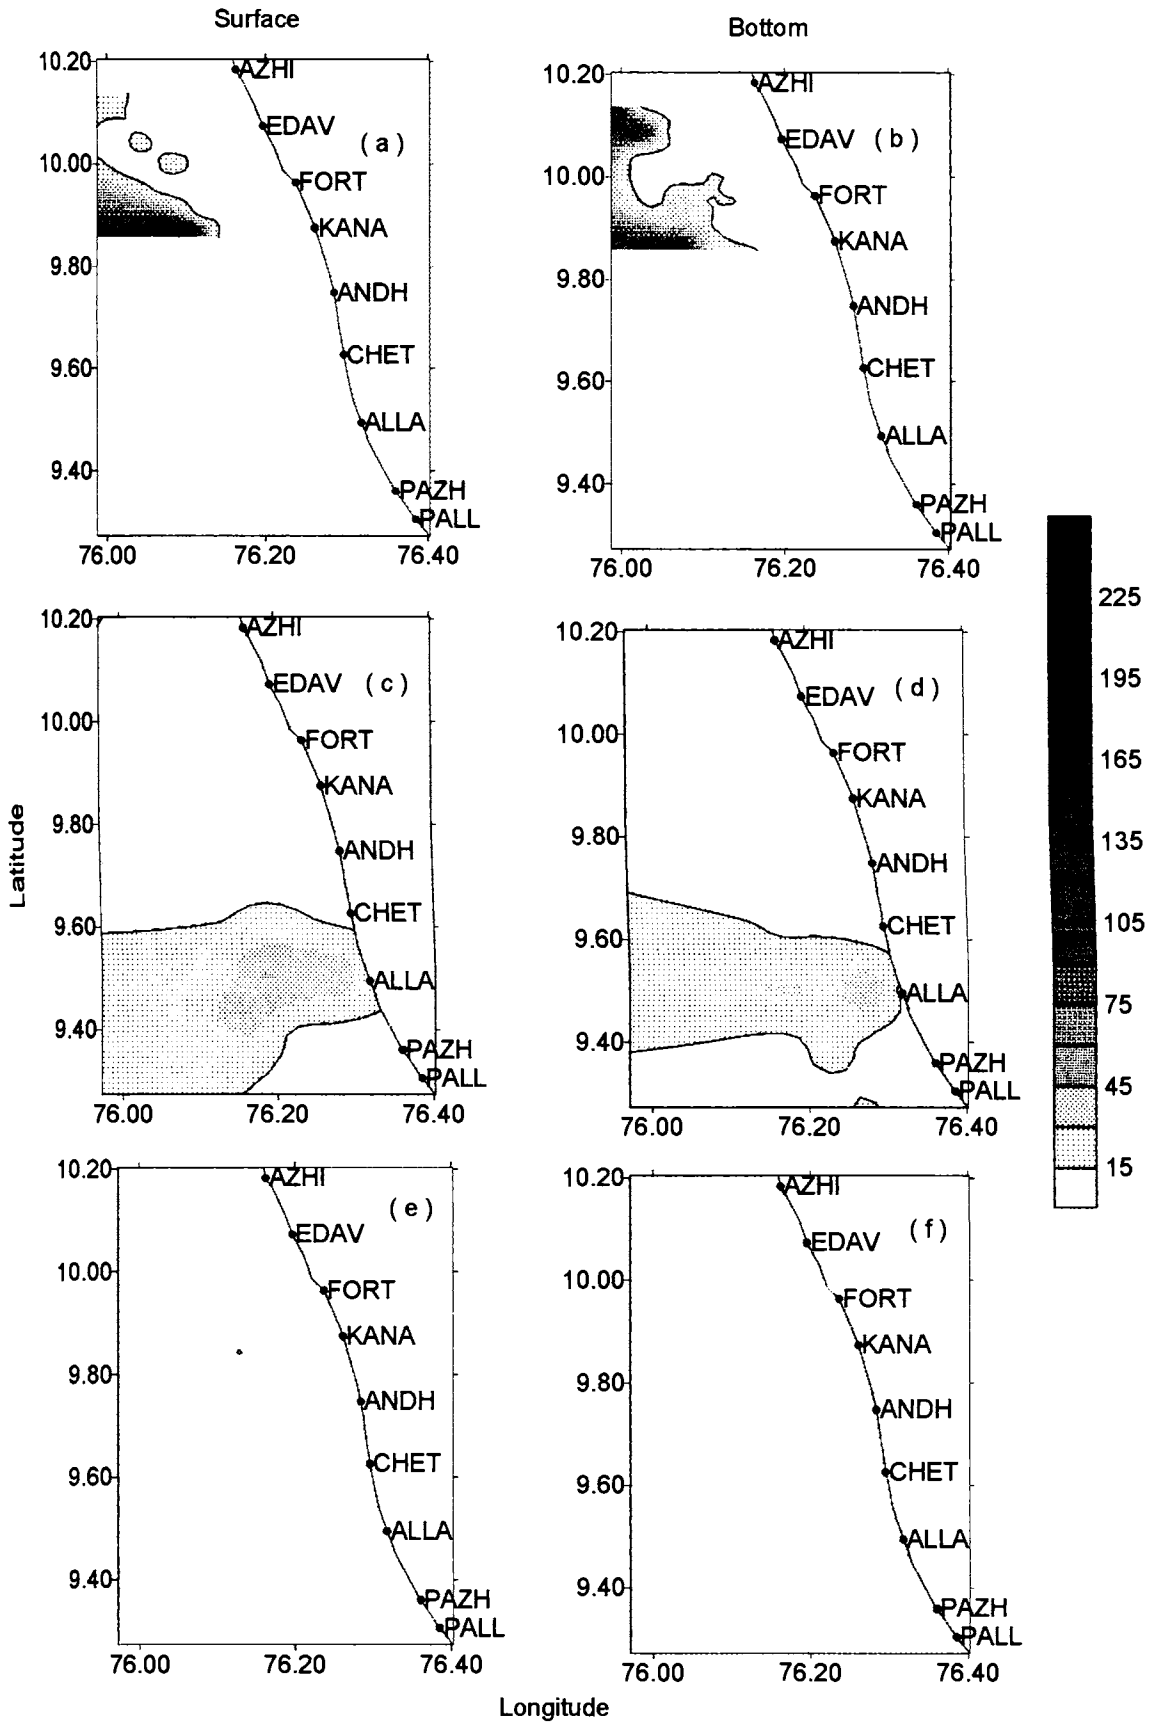 Surface
Bottom
10.20
AZHI
EDAV
( a )
10.00
FORT
KANA
9.80
ANDH
9.60
CHET
ALLA
9.40
PAZH
PALL
76.00 76.20 76.40
10.20
AZHI
EDAV
( b )
10.00
FORT
KANA
9.80
ANDH
9.60
CHET
ALLA
9.40
PAZH
PALL
76.00 76.20 76.40
Latitude
10.20
AZHI
EDAV
( c )
10.00
FORT
KANA
9.80
ANDH
CHET
9.60
ALLA
9.40
PAZH
PALL
76.00 76.20 76.40
10.20
AZHI
EDAV
( d )
10.00
FORT
KANA
9.80
ANDH
CHET
9.60
ALLA
9.40
PAZH
PALL
76.00 76.20 76.40
225
195
165
135
105
75
45
15
10.20
AZHI
( e )
EDAV
10.00
FORT
KANA
9.80
ANDH
CHET
9.60
ALLA
9.40
PAZH
PALL
76.00 76.20 76.40
10.20
AZHI
( f )
EDAV
10.00
FORT
KANA
9.80
ANDH
CHET
9.60
ALLA
9.40
PAZH
PALL
76.00 76.20 76.40
Longitude